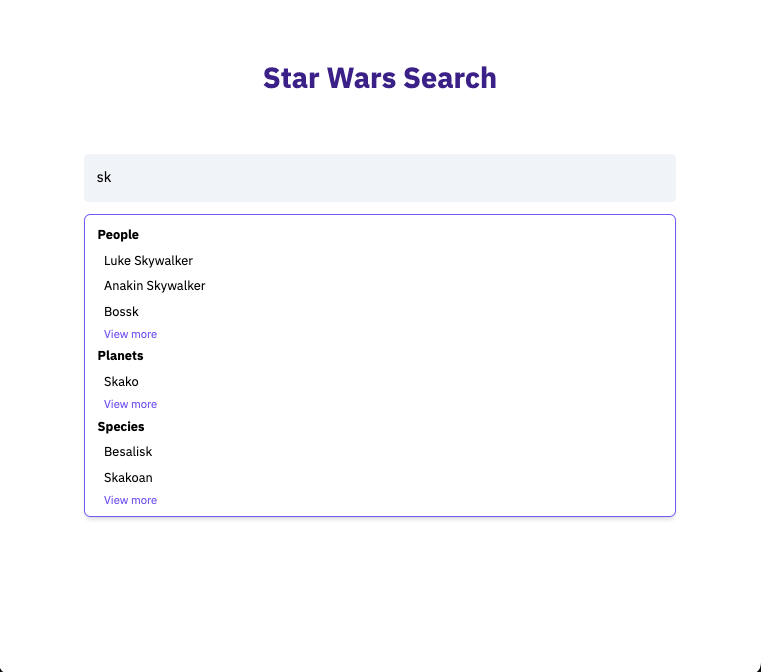 Star Wars Search
sk
People
Luke Skywalker
Anakin Skywalker
Bossk
View more
Planets
Skako
View more
Species
Besalisk
Skakoan
View more